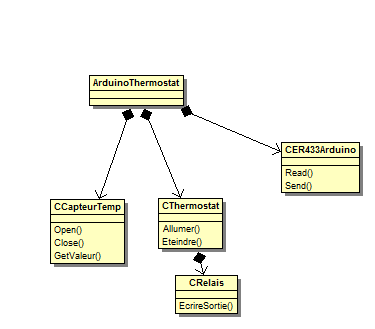 ArduinoThermostat
CER433Arduino
Read()
Send()
CCapteurTemp
Open()
Close()
GetValeur()
CThermostat
Allumer()
Eteindre()
CRelais
EcrireSortie()